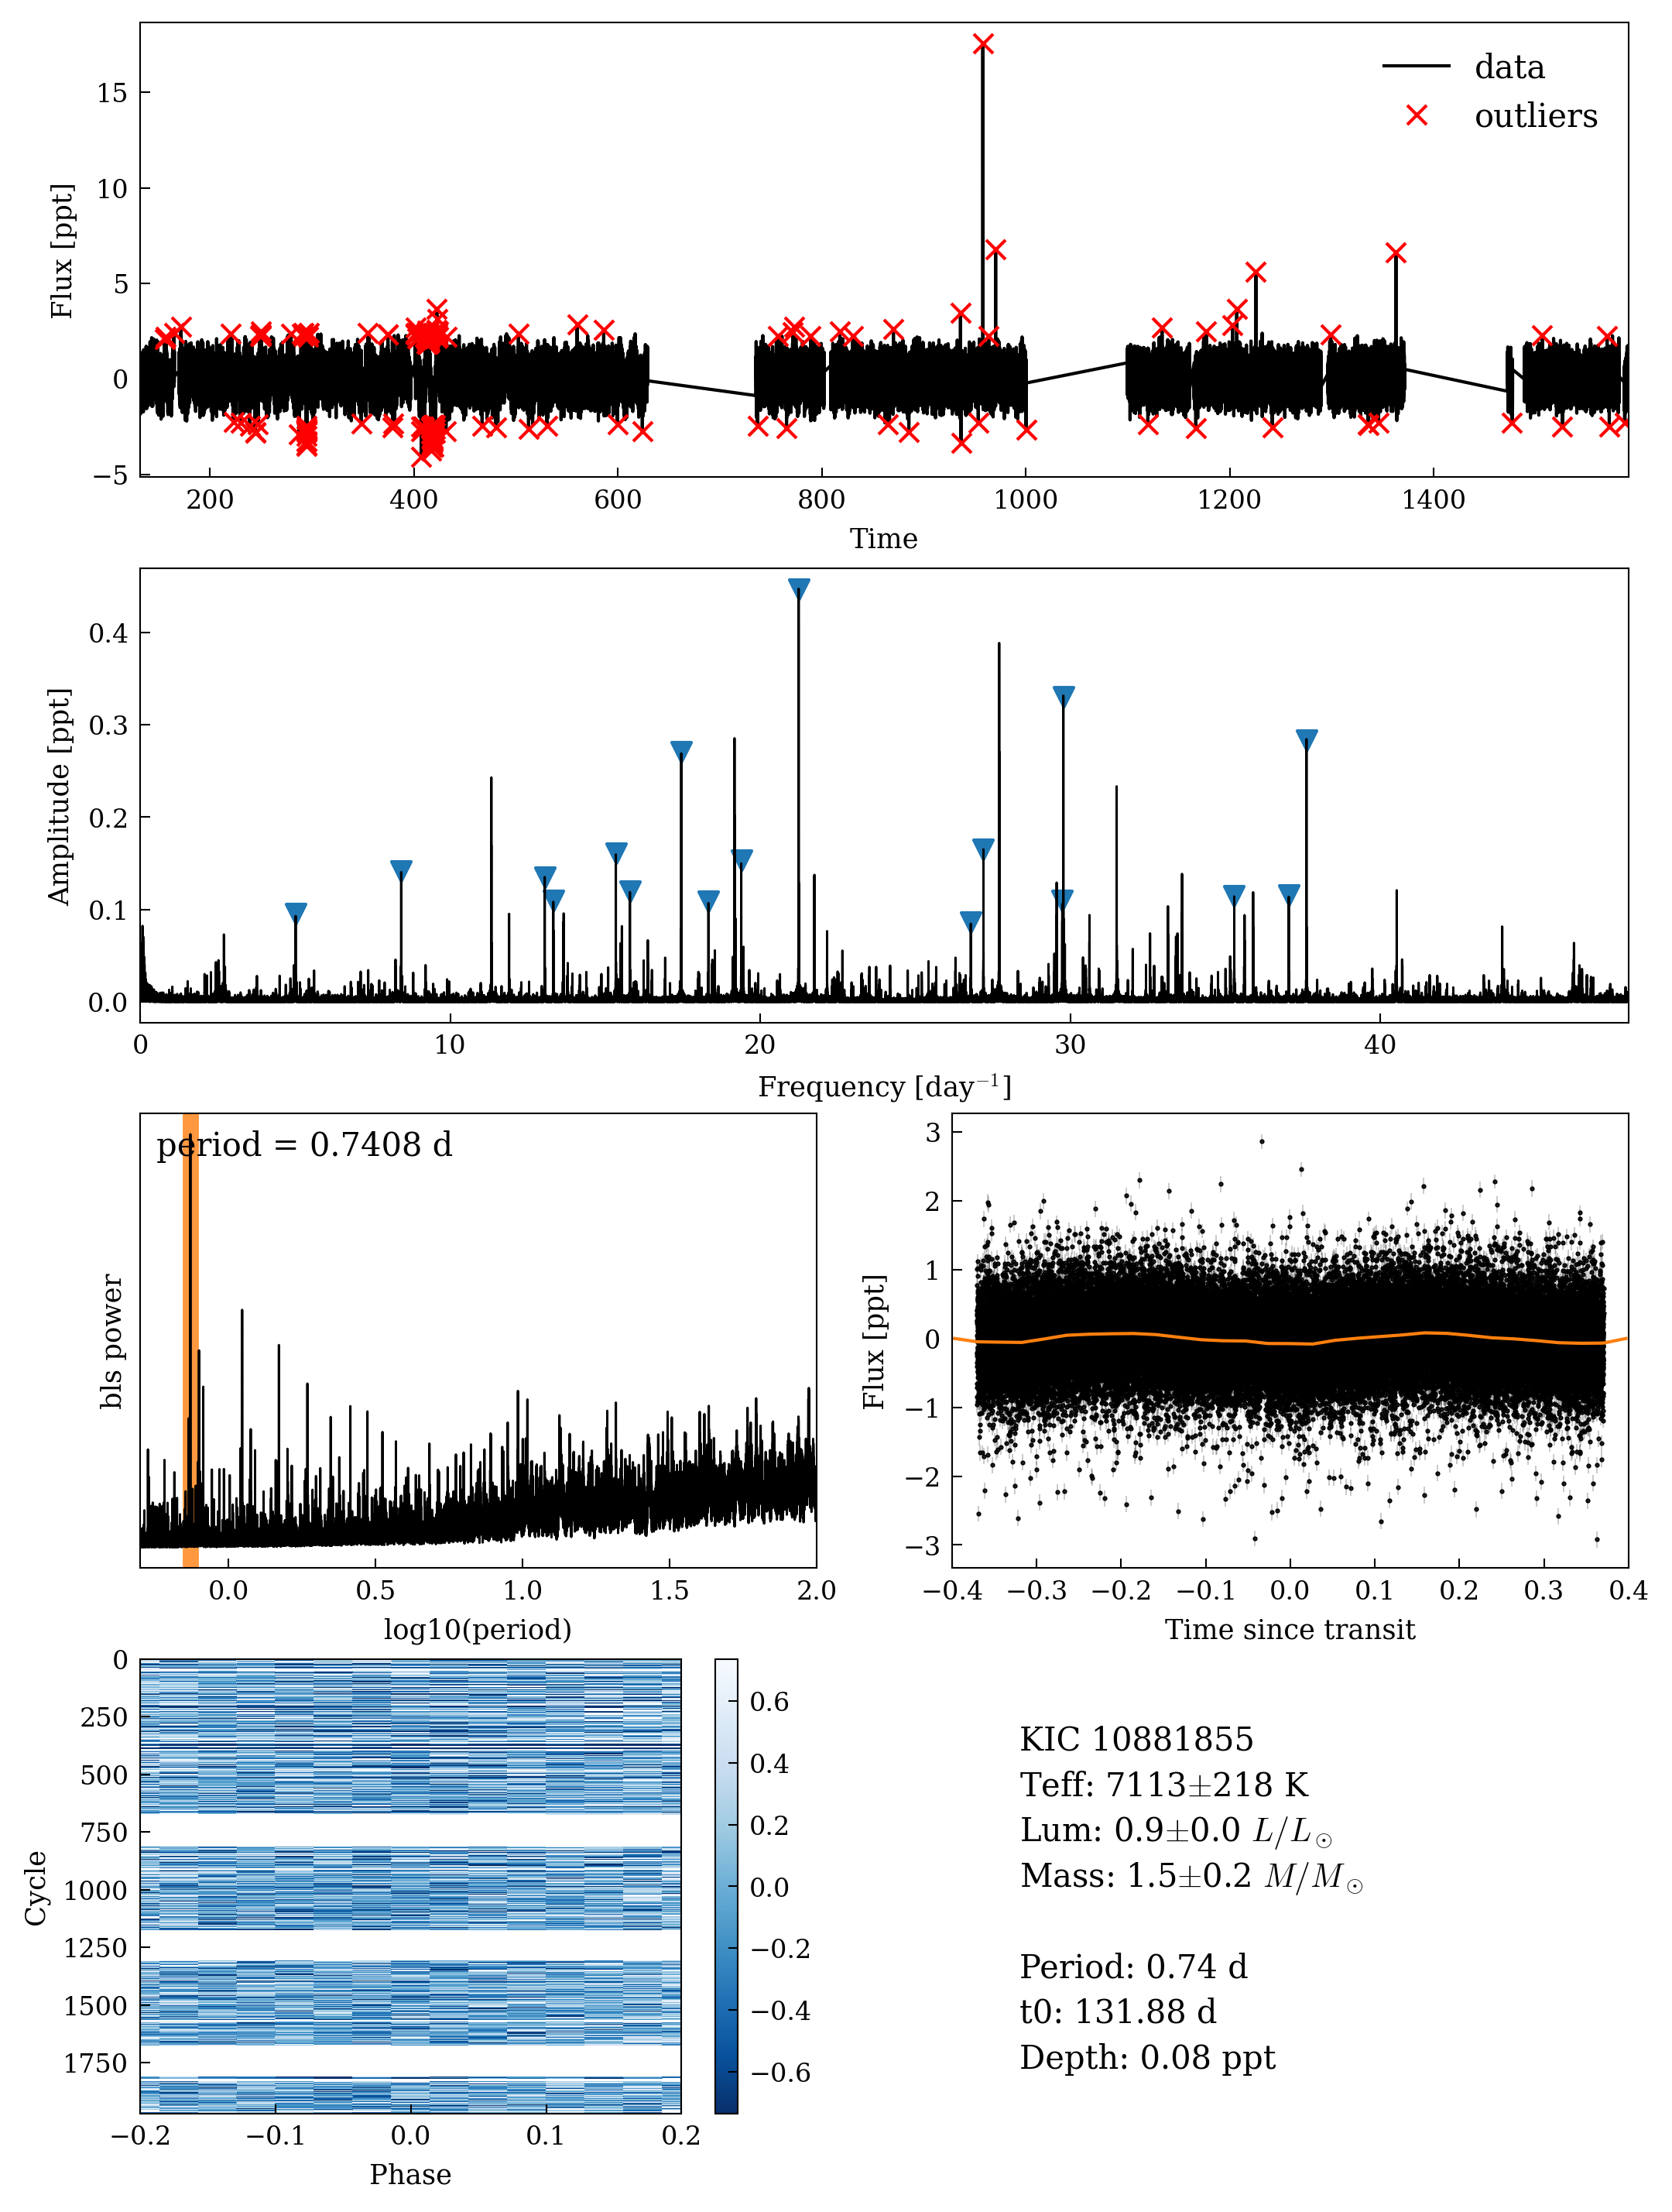 data
outliers
15
10
5
0
−5
Flux [ppt]
200 400 600 800 1000 1200 1400
Time
0.4
0.3
0.2
0.1
0.0
Amplitude [ppt]
0 10 20 30 40
Frequency [day⁻¹]
period = 0.7408 d
bls power
0.0 0.5 1.0 1.5 2.0
log10(period)
3
2
1
0
−1
−2
−3
Flux [ppt]
−0.4 −0.3 −0.2 −0.1 0.0 0.1 0.2 0.3 0.4
Time since transit
0
250
500
750
1000
1250
1500
1750
Cycle
−0.2 −0.1 0.0 0.1 0.2
Phase
0.6
0.4
0.2
0.0
−0.2
−0.4
−0.6
KIC 10881855
Teff: 7113±218 K
Lum: 0.9±0.0 L/L⊙
Mass: 1.5±0.2 M/M⊙
Period: 0.74 d
t0: 131.88 d
Depth: 0.08 ppt